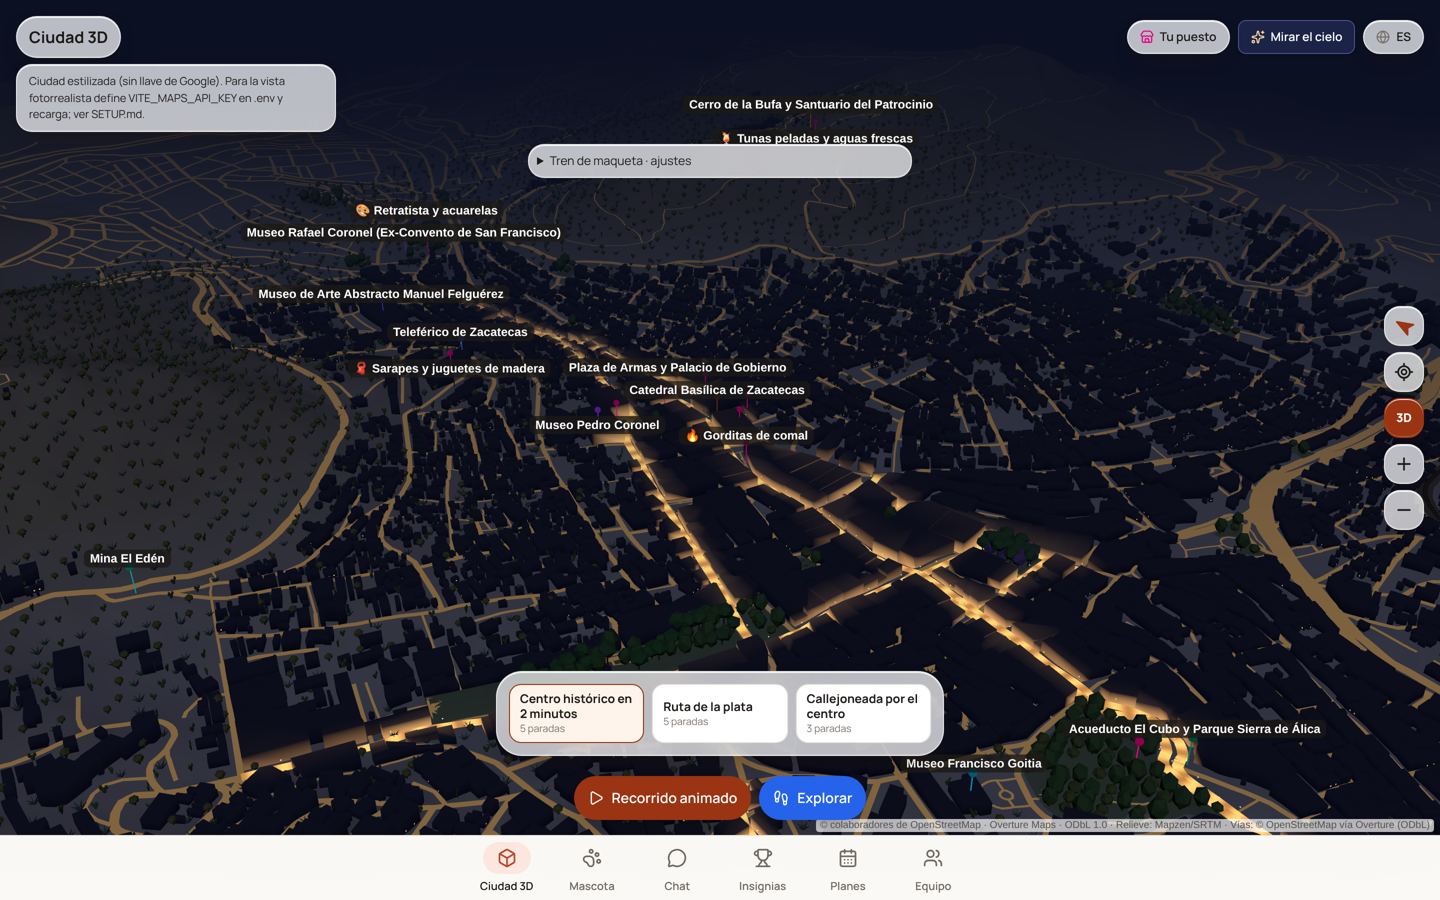 Ciudad 3D
Tu puesto
Mirar el cielo
ES
Ciudad estilizada (sin llave de Google). Para la vista
fotorrealista define VITE_MAPS_API_KEY en .env y
recarga; ver SETUP.md.
Cerro de la Bufa y Santuario del Patrocinio
Tunas peladas y aguas frescas
Tren de maqueta · ajustes
Retratista y acuarelas
Museo Rafael Coronel (Ex-Convento de San Francisco)
Museo de Arte Abstracto Manuel Felguérez
Teleférico de Zacatecas
Sarapes y juguetes de madera
Plaza de Armas y Palacio de Gobierno
Catedral Basílica de Zacatecas
Museo Pedro Coronel
Gorditas de comal
3D
Mina El Edén
Centro histórico en
2 minutos
5 paradas
Ruta de la plata
5 paradas
Callejoneada por el
centro
3 paradas
Acueducto El Cubo y Parque Sierra de Álica
Museo Francisco Goitia
Recorrido animado
Explorar
© colaboradores de OpenStreetMap · Overture Maps · ODbL 1.0 · Relieve: Mapzen/SRTM · Vías: © OpenStreetMap vía Overture (ODbL)
Ciudad 3D
Mascota
Chat
Insignias
Planes
Equipo